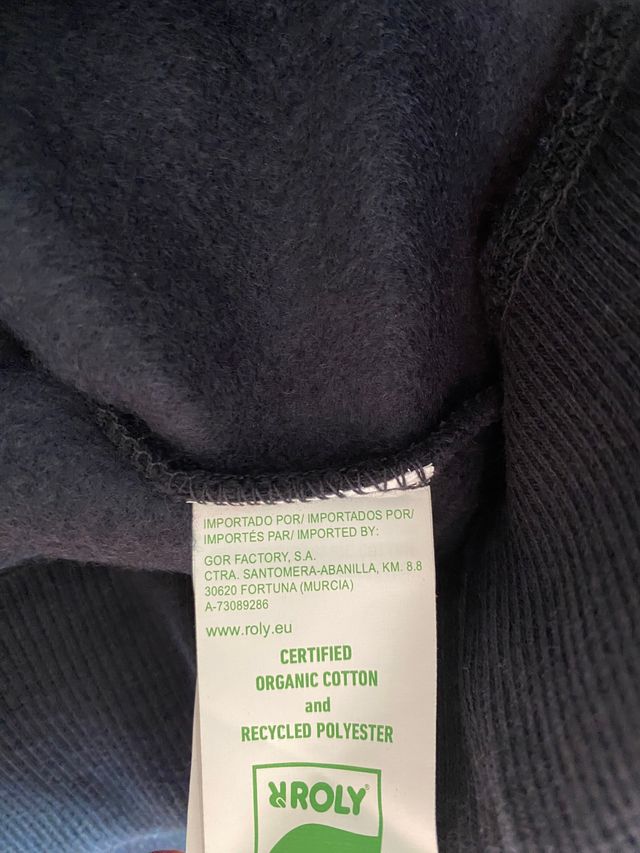 IMPORTADO POR/ IMPORTADOS POR/
IMPORTÉS PAR/ IMPORTED BY:
GOR FACTORY, S.A.
CTRA. SANTOMERA-ABANILLA, KM. 8.8
30620 FORTUNA (MURCIA)
A-73089286
www.roly.eu
CERTIFIED
ORGANIC COTTON
and
RECYCLED POLYESTER
ROLY®